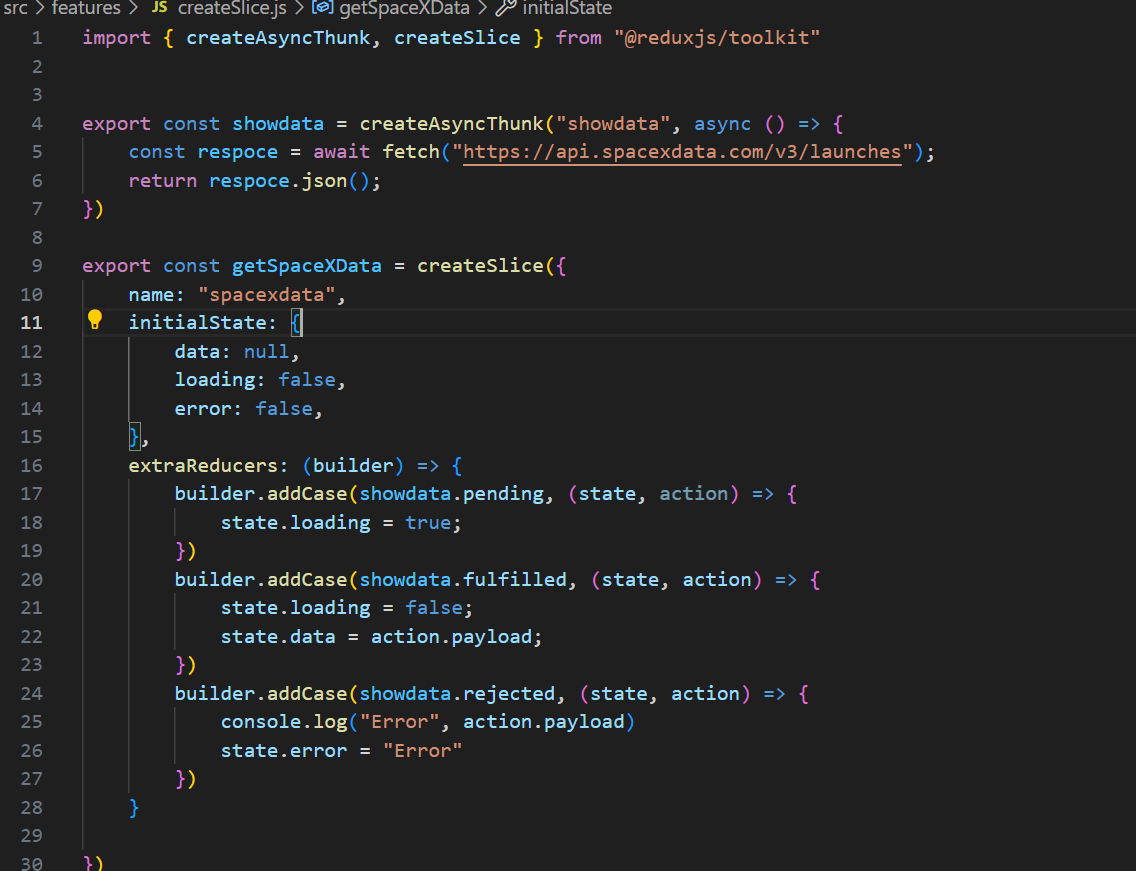 src > features > JS createSlice.js > getSpaceXData > initialState
1 import { createAsyncThunk, createSlice } from "@reduxjs/toolkit"
2
3
4 export const showdata = createAsyncThunk("showdata", async () => {
5     const respoce = await fetch("https://api.spacexdata.com/v3/launches");
6     return respoce.json();
7 })
8
9 export const getSpaceXData = createSlice({
10     name: "spacexdata",
11     initialState: {
12         data: null,
13         loading: false,
14         error: false,
15     },
16     extraReducers: (builder) => {
17         builder.addCase(showdata.pending, (state, action) => {
18             state.loading = true;
19         })
20         builder.addCase(showdata.fulfilled, (state, action) => {
21             state.loading = false;
22             state.data = action.payload;
23         })
24         builder.addCase(showdata.rejected, (state, action) => {
25             console.log("Error", action.payload)
26             state.error = "Error"
27         })
28     }
29
30 })